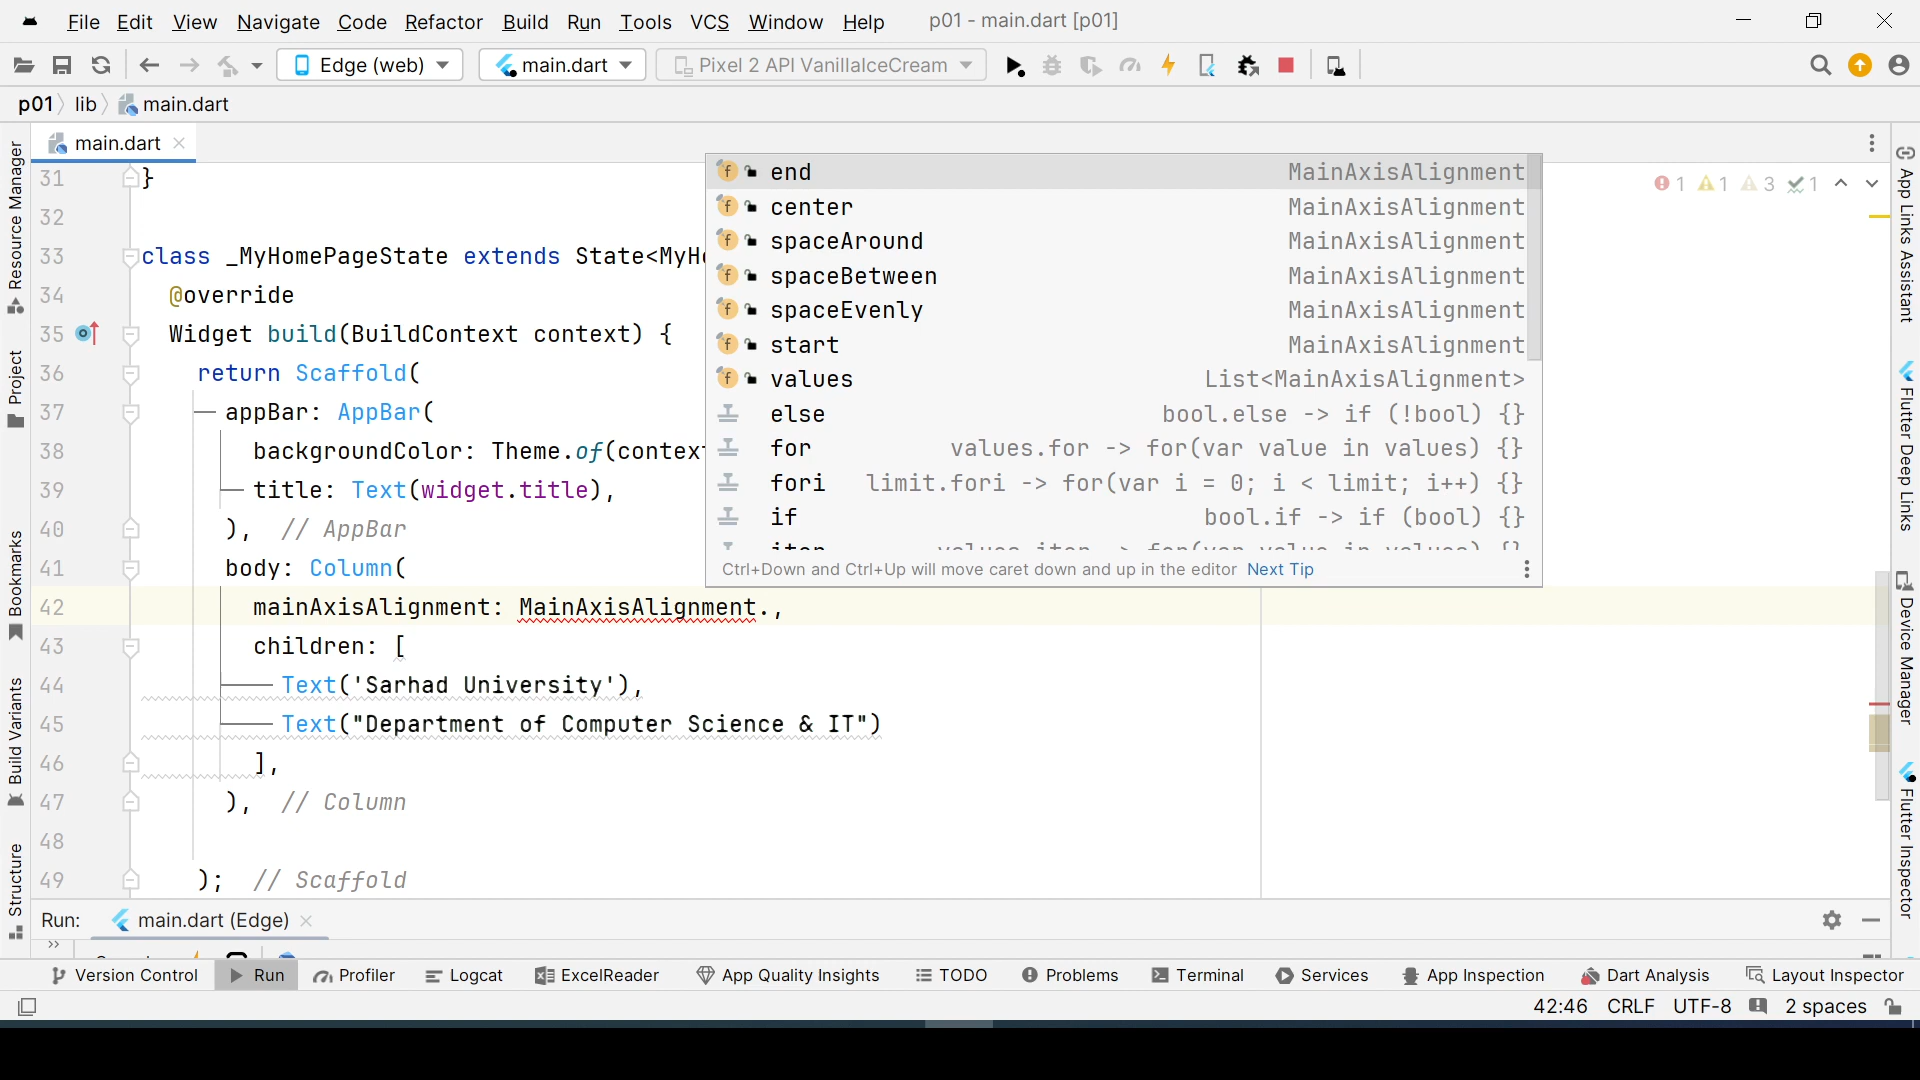 File Edit View Navigate Code Refactor Build Run Tools VCS Window Help p01 - main.dart [p01]
Edge (web) main.dart Pixel 2 API VanillaIceCream
p01 lib main.dart
main.dart
31 }
32
33 class _MyHomePageState extends State<MyH
34 @override
35 Widget build(BuildContext context) {
36 return Scaffold(
37 appBar: AppBar(
38 backgroundColor: Theme.of(contex
39 title: Text(widget.title),
40 ), // AppBar
41 body: Column(
42 mainAxisAlignment: MainAxisAlignment.,
43 children: [
44 Text('Sarhad University'),
45 Text("Department of Computer Science & IT")
46 ],
47 ), // Column
48
49 ); // Scaffold
end MainAxisAlignment
center MainAxisAlignment
spaceAround MainAxisAlignment
spaceBetween MainAxisAlignment
spaceEvenly MainAxisAlignment
start MainAxisAlignment
values List<MainAxisAlignment>
else bool.else -> if (!bool) {}
for values.for -> for(var value in values) {}
fori limit.fori -> for(var i = 0; i < limit; i++) {}
if bool.if -> if (bool) {}
Ctrl+Down and Ctrl+Up will move caret down and up in the editor Next Tip
1 1 3 1
Resource Manager
Project
Bookmarks
Build Variants
Structure
App Links Assistant
Flutter Deep Links
Device Manager
Flutter Inspector
Run: main.dart (Edge)
Version Control Run Profiler Logcat ExcelReader App Quality Insights TODO Problems Terminal Services App Inspection Dart Analysis Layout Inspector
42:46 CRLF UTF-8 2 spaces